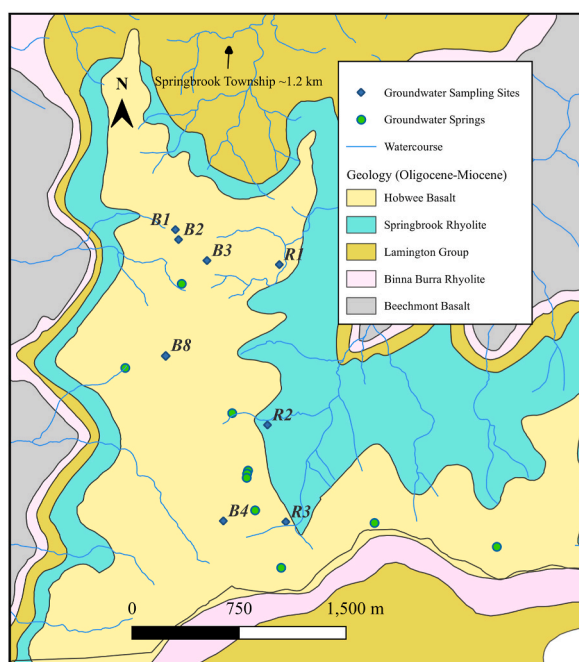 Springbrook Township ~1.2 km
N
Groundwater Sampling Sites
Groundwater Springs
Watercourse
Geology (Oligocene-Miocene)
Hobwee Basalt
Springbrook Rhyolite
Lamington Group
Binna Burra Rhyolite
Beechmont Basalt
B1
B2
B3
R1
B8
R2
B4
R3
0 750 1,500 m